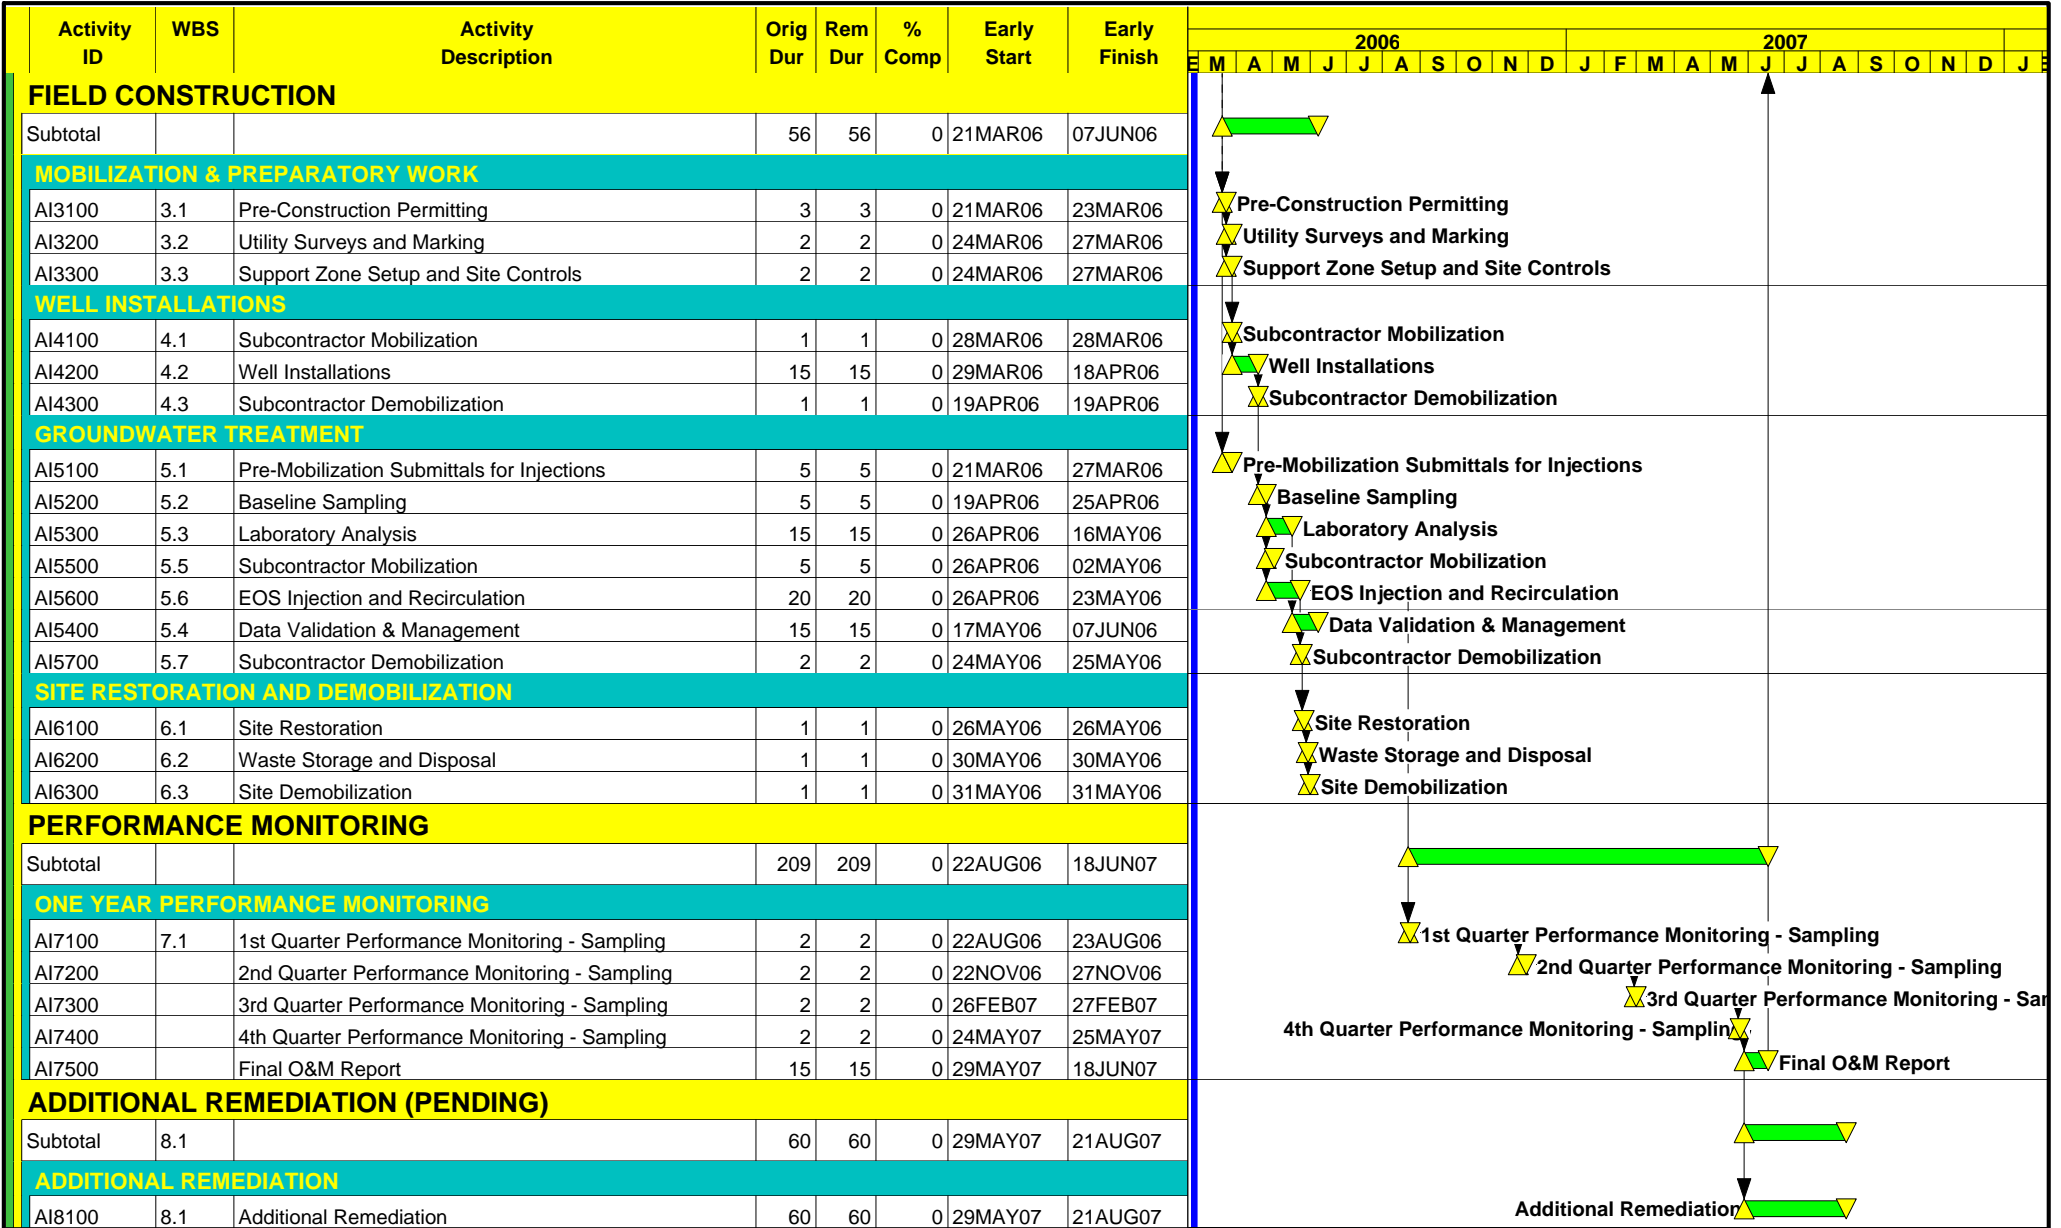 Activity WBS Activity Orig Rem % Early Early
ID Description Dur Dur Comp Start Finish
2006 2007
E M A M J J A S O N D J F M A M J J A S O N D J
FIELD CONSTRUCTION
Subtotal 56 56 0 21MAR06 07JUN06
MOBILIZATION & PREPARATORY WORK
AI3100 3.1 Pre-Construction Permitting 3 3 0 21MAR06 23MAR06 Pre-Construction Permitting
AI3200 3.2 Utility Surveys and Marking 2 2 0 24MAR06 27MAR06 Utility Surveys and Marking
AI3300 3.3 Support Zone Setup and Site Controls 2 2 0 24MAR06 27MAR06 Support Zone Setup and Site Controls
WELL INSTALLATIONS
AI4100 4.1 Subcontractor Mobilization 1 1 0 28MAR06 28MAR06 Subcontractor Mobilization
AI4200 4.2 Well Installations 15 15 0 29MAR06 18APR06 Well Installations
AI4300 4.3 Subcontractor Demobilization 1 1 0 19APR06 19APR06 Subcontractor Demobilization
GROUNDWATER TREATMENT
AI5100 5.1 Pre-Mobilization Submittals for Injections 5 5 0 21MAR06 27MAR06 Pre-Mobilization Submittals for Injections
AI5200 5.2 Baseline Sampling 5 5 0 19APR06 25APR06 Baseline Sampling
AI5300 5.3 Laboratory Analysis 15 15 0 26APR06 16MAY06 Laboratory Analysis
AI5500 5.5 Subcontractor Mobilization 5 5 0 26APR06 02MAY06 Subcontractor Mobilization
AI5600 5.6 EOS Injection and Recirculation 20 20 0 26APR06 23MAY06 EOS Injection and Recirculation
AI5400 5.4 Data Validation & Management 15 15 0 17MAY06 07JUN06 Data Validation & Management
AI5700 5.7 Subcontractor Demobilization 2 2 0 24MAY06 25MAY06 Subcontractor Demobilization
SITE RESTORATION AND DEMOBILIZATION
AI6100 6.1 Site Restoration 1 1 0 26MAY06 26MAY06 Site Restoration
AI6200 6.2 Waste Storage and Disposal 1 1 0 30MAY06 30MAY06 Waste Storage and Disposal
AI6300 6.3 Site Demobilization 1 1 0 31MAY06 31MAY06 Site Demobilization
PERFORMANCE MONITORING
Subtotal 209 209 0 22AUG06 18JUN07
ONE YEAR PERFORMANCE MONITORING
AI7100 7.1 1st Quarter Performance Monitoring - Sampling 2 2 0 22AUG06 23AUG06 1st Quarter Performance Monitoring - Sampling
AI7200 2nd Quarter Performance Monitoring - Sampling 2 2 0 22NOV06 27NOV06 2nd Quarter Performance Monitoring - Sampling
AI7300 3rd Quarter Performance Monitoring - Sampling 2 2 0 26FEB07 27FEB07 3rd Quarter Performance Monitoring - Sar
AI7400 4th Quarter Performance Monitoring - Sampling 2 2 0 24MAY07 25MAY07 4th Quarter Performance Monitoring - Sampling
AI7500 Final O&M Report 15 15 0 29MAY07 18JUN07 Final O&M Report
ADDITIONAL REMEDIATION (PENDING)
Subtotal 8.1 60 60 0 29MAY07 21AUG07
ADDITIONAL REMEDIATION
AI8100 8.1 Additional Remediation 60 60 0 29MAY07 21AUG07 Additional Remediation